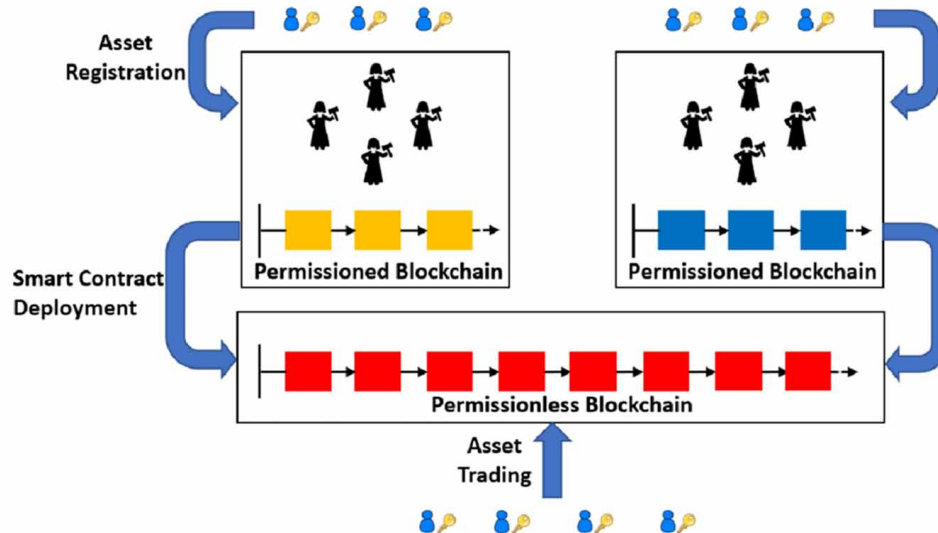 Asset
Registration
Permissioned Blockchain
Permissioned Blockchain
Smart Contract
Deployment
Permissionless Blockchain
Asset
Trading